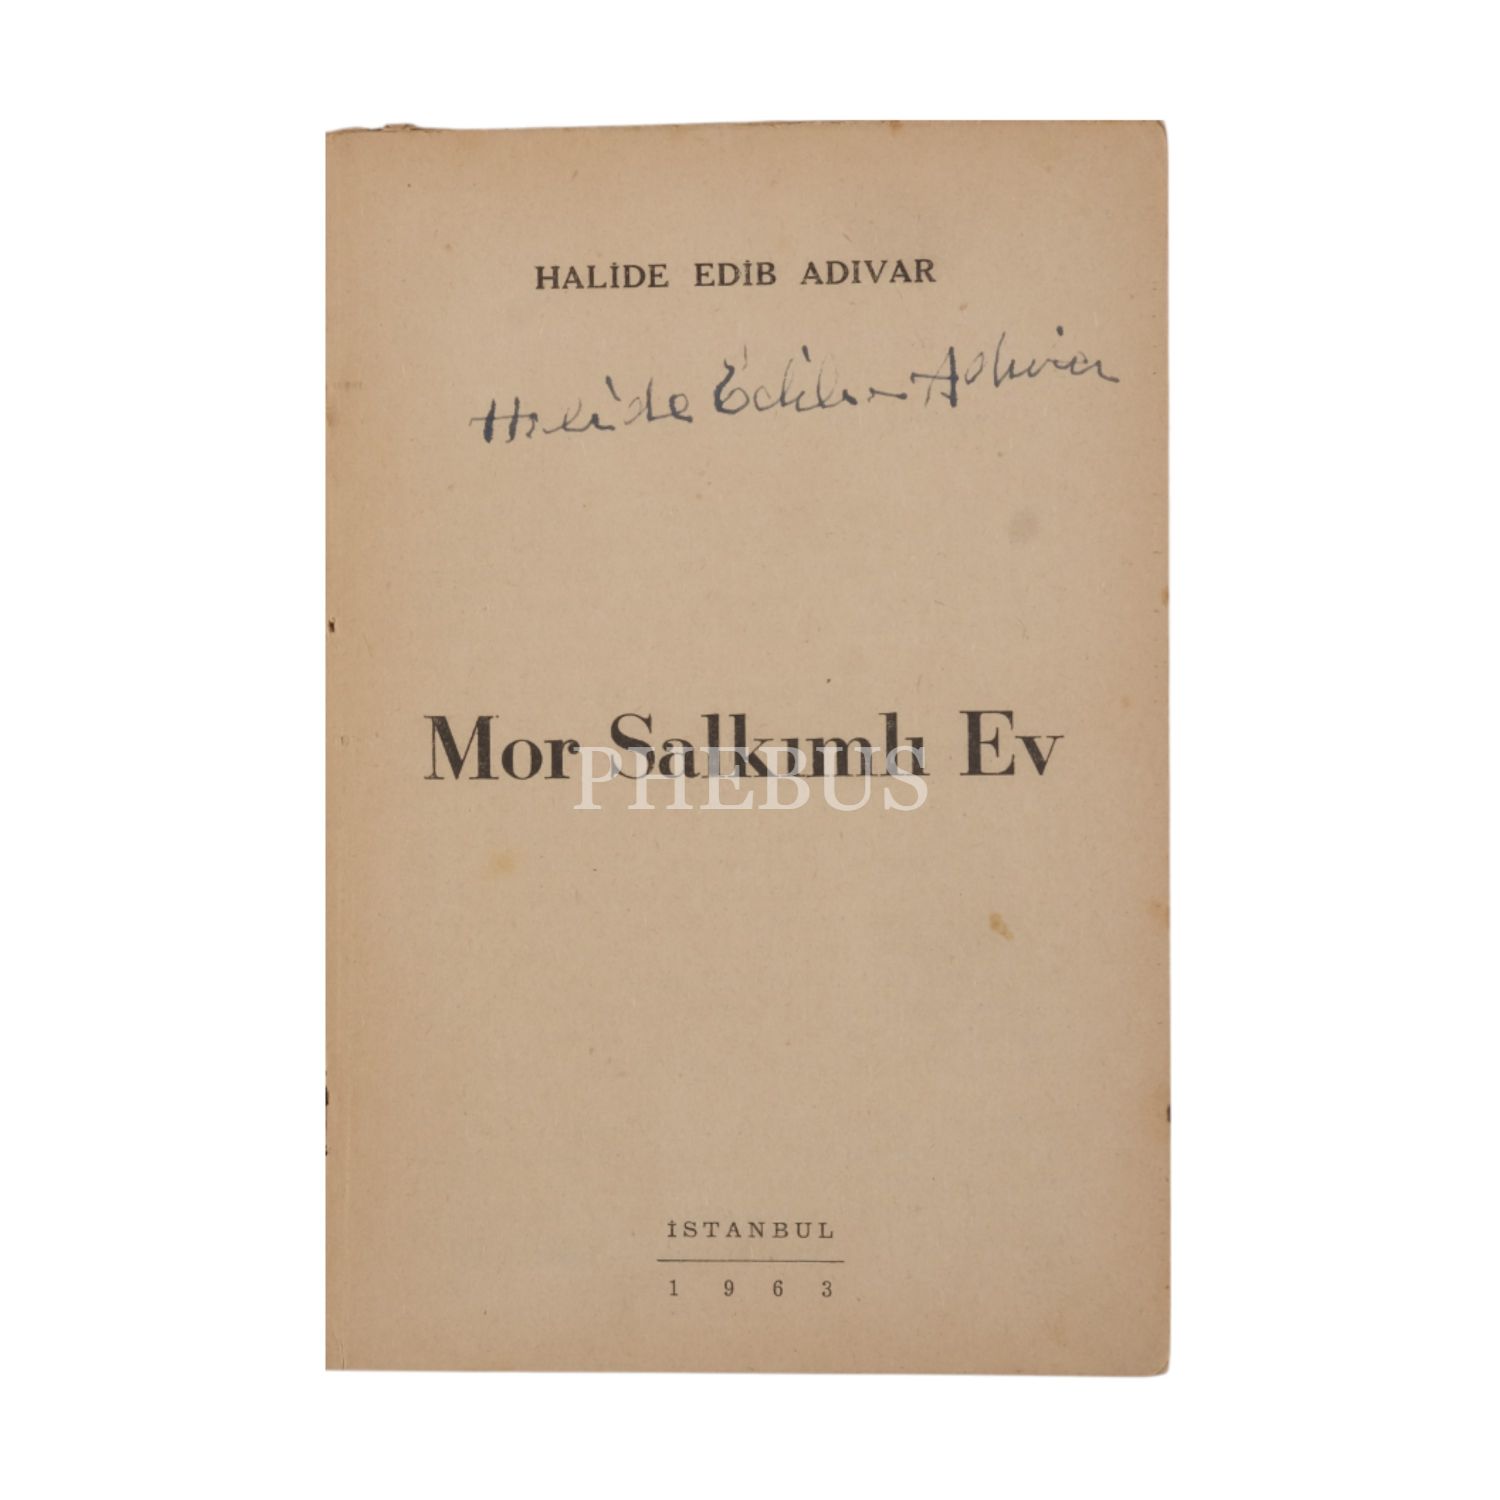 HALİDE EDİB ADIVAR
Halide Edib Adıvar
Mor Salkımlı Ev
PHEBUS
İSTANBUL
1963